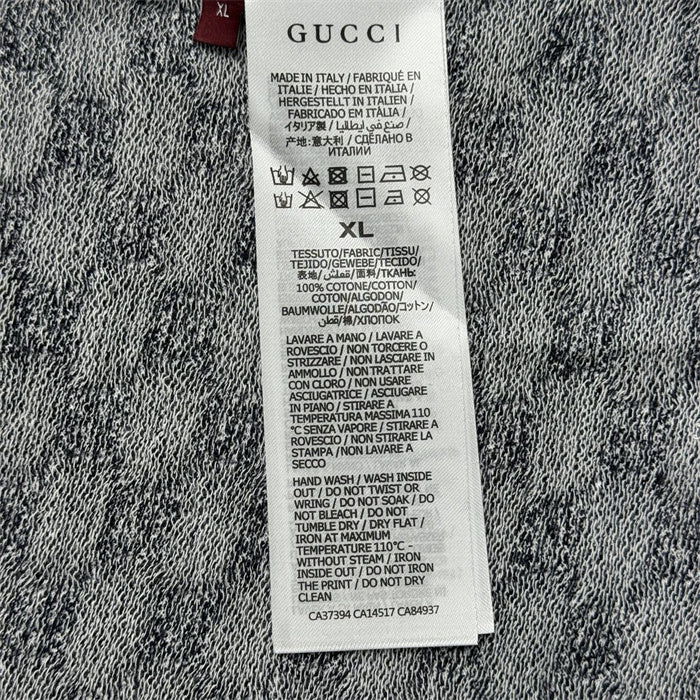 XL
GUCCI
MADE IN ITALY / FABRIQUÉ EN
ITALIE / HECHO EN ITALIA /
HERGESTELLT IN ITALIEN /
FABRICADO EM ITÀLIA /
イタリア製 / صنع في إيطاليا /
产地：意大利 / СДЕЛАНО В
ИТАЛИИ
XL
TESSUTO/FABRIC/TISSU/
TEJIDO/GEWEBE/TECIDO/
表地/قماش/面料/ТКАНЬ:
100% COTONE/COTTON/
COTON/ALGODON/
BAUMWOLLE/ALGODÃO/コットン/
قطن/棉/ХЛОПОК
LAVARE A MANO / LAVARE A
ROVESCIO / NON TORCERE O
STRIZZARE / NON LASCIARE IN
AMMOLLO / NON TRATTARE
CON CLORO / NON USARE
ASCIUGATRICE / ASCIUGARE
IN PIANO / STIRARE A
TEMPERATURA MASSIMA 110
°C SENZA VAPORE / STIRARE A
ROVESCIO / NON STIRARE LA
STAMPA / NON LAVARE A
SECCO
HAND WASH / WASH INSIDE
OUT / DO NOT TWIST OR
WRING / DO NOT SOAK / DO
NOT BLEACH / DO NOT
TUMBLE DRY / DRY FLAT /
IRON AT MAXIMUM
TEMPERATURE 110°C -
WITHOUT STEAM / IRON
INSIDE OUT / DO NOT IRON
THE PRINT / DO NOT DRY
CLEAN
CA37394 CA14517 CA84937